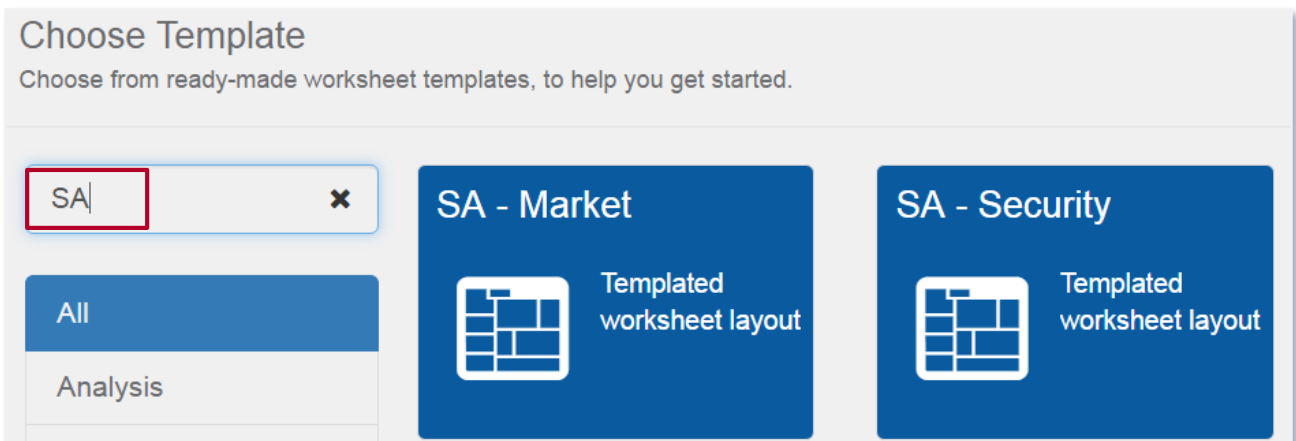 Choose Template
Choose from ready-made worksheet templates, to help you get started.
SA
All
Analysis
SA - Market
Templated
worksheet layout
SA - Security
Templated
worksheet layout